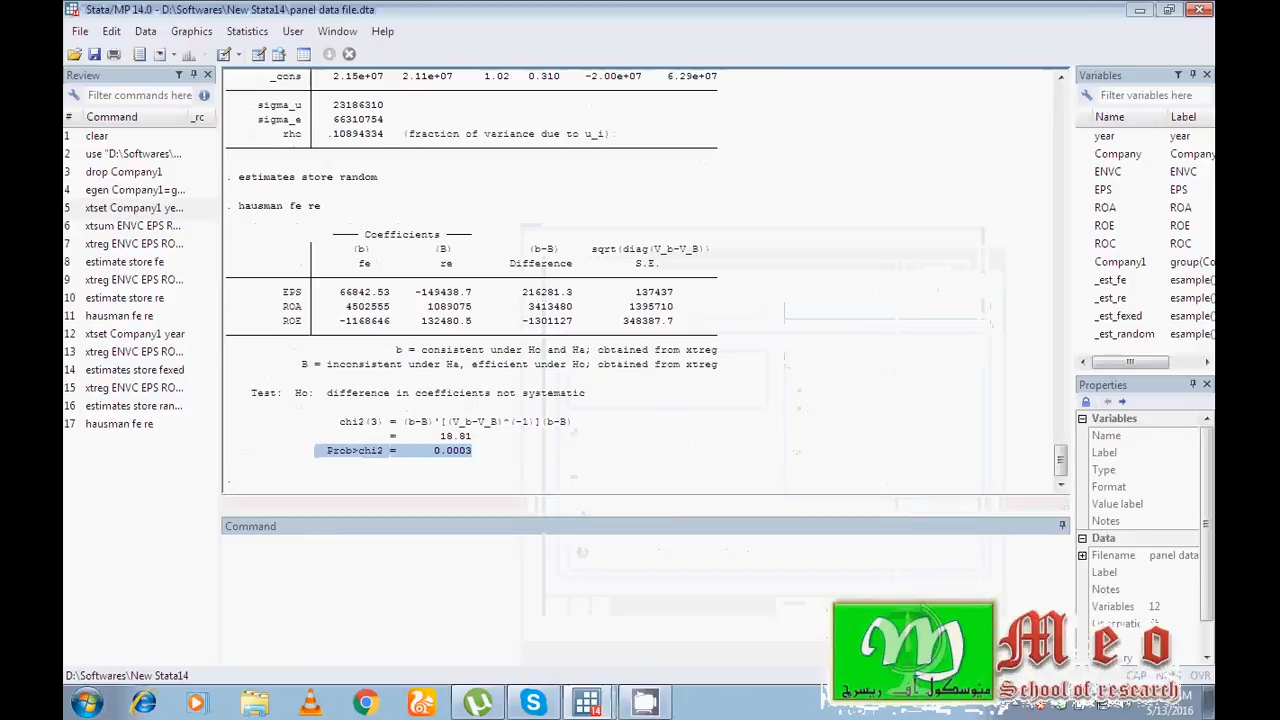 Stata/MP 14.0 - D:\Softwares\New Stata14\panel data file.dta
File Edit Data Graphics Statistics User Window Help
Review
Filter commands here
# Command _rc
1 clear
2 use "D:\Softwares\...
3 drop Company1
4 egen Company1=g...
5 xtset Company1 ye...
6 xtsum ENVC EPS R...
7 xtreg ENVC EPS RO...
8 estimate store fe
9 xtreg ENVC EPS RO...
10 estimate store re
11 hausman fe re
12 xtset Company1 year
13 xtreg ENVC EPS RO...
14 estimates store fexed
15 xtreg ENVC EPS RO...
16 estimates store ran...
17 hausman fe re
_cons 2.15e+07 2.11e+07 1.02 0.310 -2.00e+07 6.29e+07
sigma_u 23186310
sigma_e 66310754
rho .10894334 (fraction of variance due to u_i)
. estimates store random
. hausman fe re
Coefficients
(b) (B) (b-B) sqrt(diag(V_b-V_B))
fe re Difference S.E.
EPS 66842.53 -149438.7 216281.3 137437
ROA 4502555 1089075 3413480 1395710
ROE -1168646 132480.5 -1301127 348387.7
b = consistent under Ho and Ha; obtained from xtreg
B = inconsistent under Ha, efficient under Ho; obtained from xtreg
Test: Ho: difference in coefficients not systematic
chi2(3) = (b-B)'[(V_b-V_B)^(-1)](b-B)
= 18.81
Prob>chi2 = 0.0003
.
Command
Variables
Filter variables here
Name Label
year year
Company Company
ENVC ENVC
EPS EPS
ROA ROA
ROE ROE
ROC ROC
Company1 group(Co
_est_fe esample(
_est_re esample(
_est_fexed esample(
_est_random esample(
Properties
Variables
Name
Label
Type
Format
Value label
Notes
Data
Filename panel data
Label
Notes
Variables 12
D:\Softwares\New Stata14
CAP NUM OVR
Meo
School of research
5/13/2016